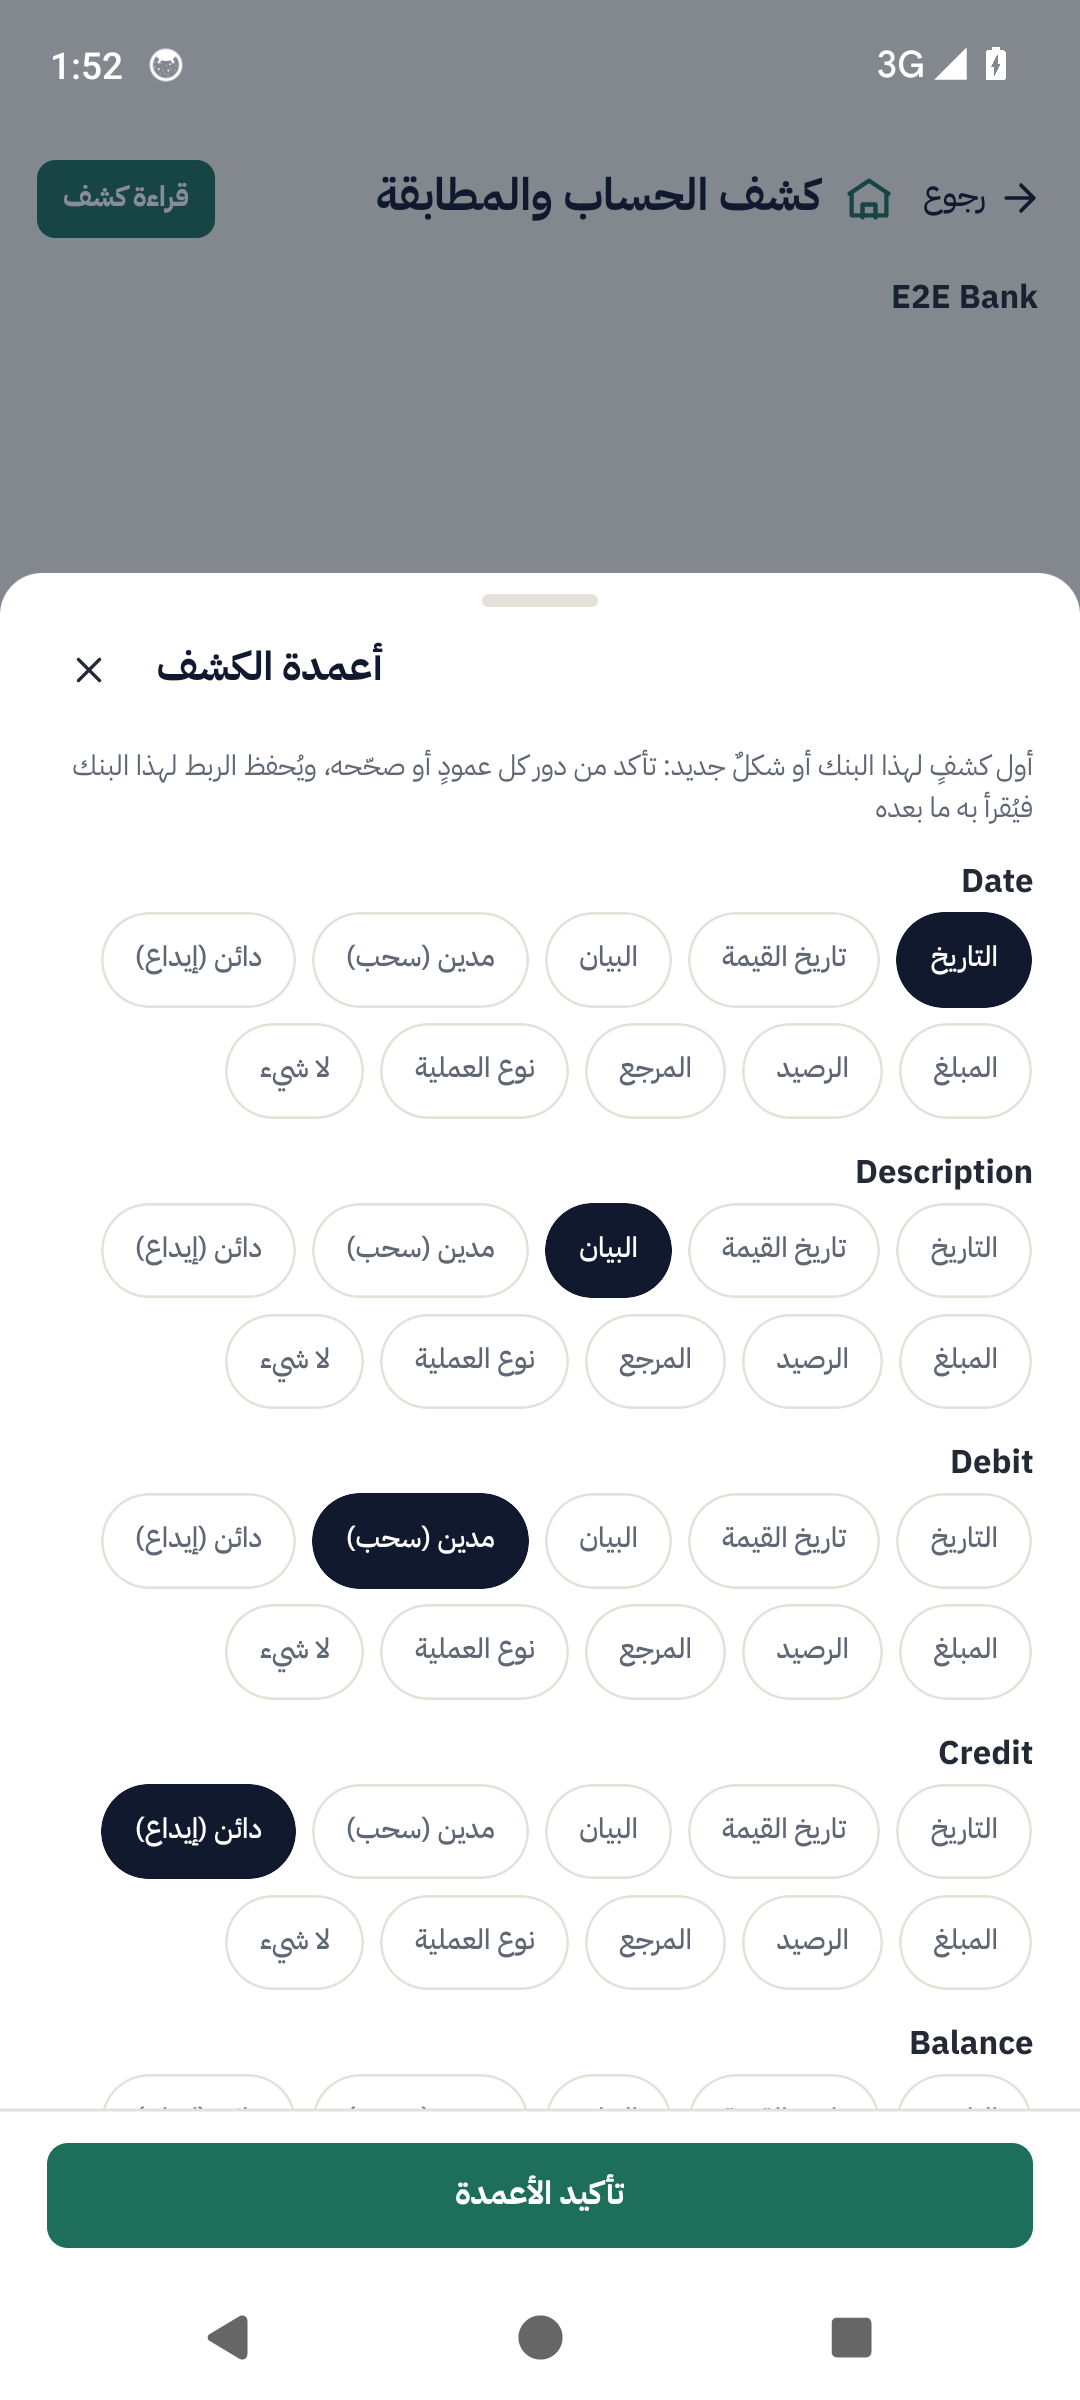 1:52 3G
→ رجوع كشف الحساب والمطابقة قراءة كشف
E2E Bank
أعمدة الكشف
أول كشفٍ لهذا البنك أو شكلٌ جديد: تأكد من دور كل عمودٍ أو صحّحه، ويُحفظ الربط لهذا البنك
فيُقرأ به ما بعده
Date
التاريخ تاريخ القيمة البيان مدين (سحب) دائن (إيداع)
المبلغ الرصيد المرجع نوع العملية لا شيء
Description
التاريخ تاريخ القيمة البيان مدين (سحب) دائن (إيداع)
المبلغ الرصيد المرجع نوع العملية لا شيء
Debit
التاريخ تاريخ القيمة البيان مدين (سحب) دائن (إيداع)
المبلغ الرصيد المرجع نوع العملية لا شيء
Credit
التاريخ تاريخ القيمة البيان مدين (سحب) دائن (إيداع)
المبلغ الرصيد المرجع نوع العملية لا شيء
Balance
تأكيد الأعمدة